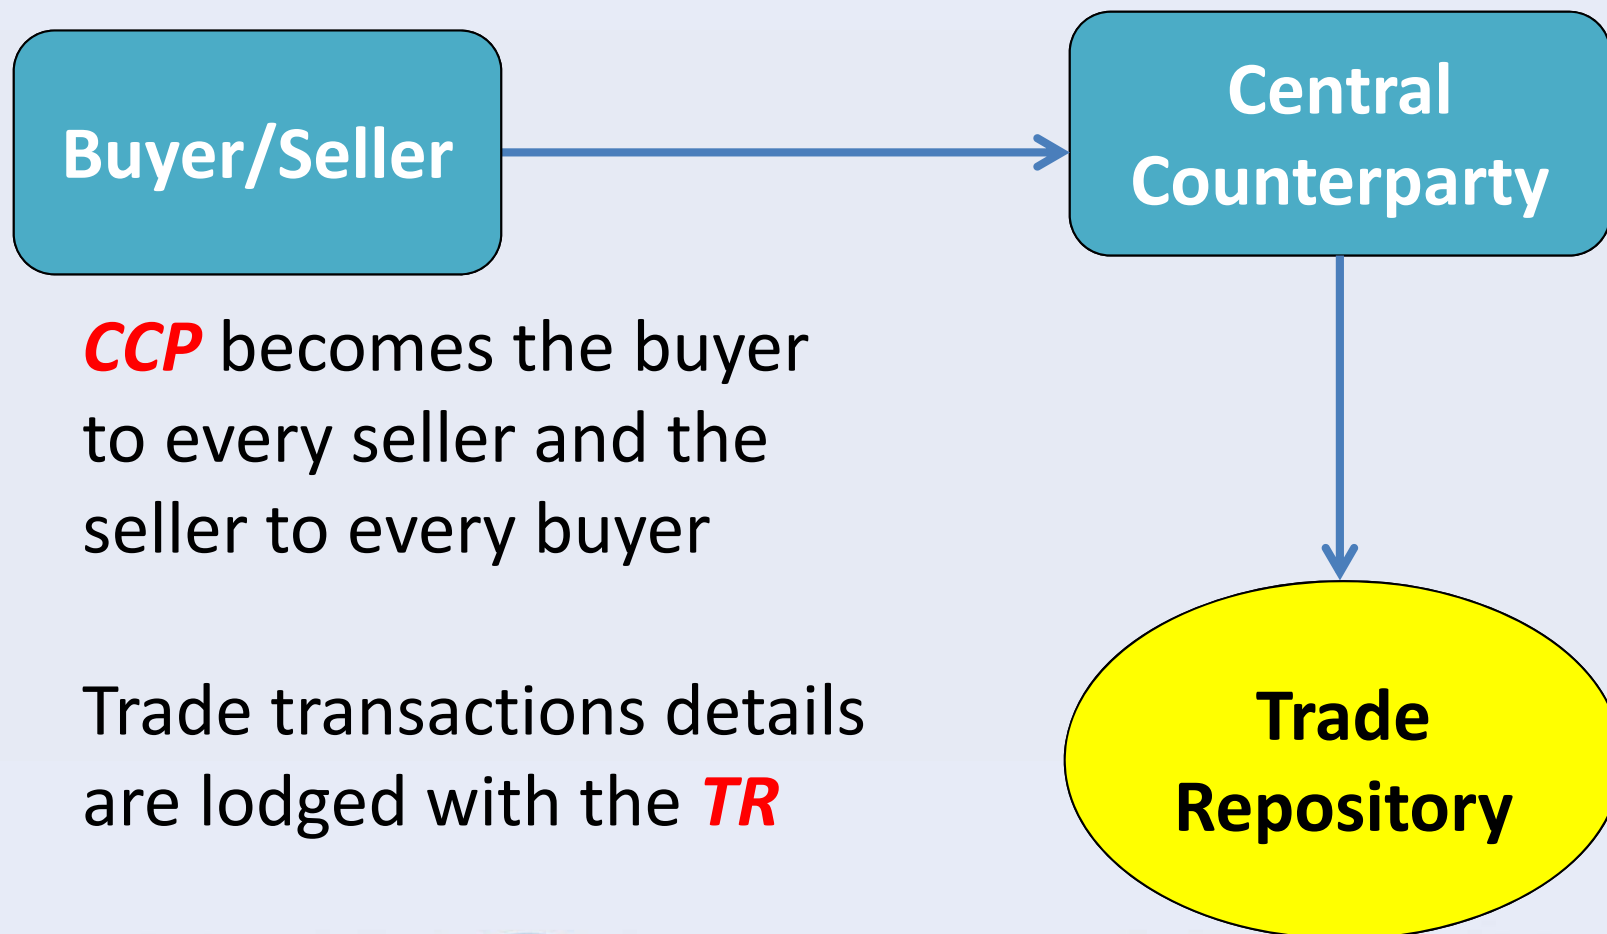 Buyer/Seller
Central
Counterparty
CCP becomes the buyer
to every seller and the
seller to every buyer
Trade transactions details
are lodged with the TR
Trade
Repository